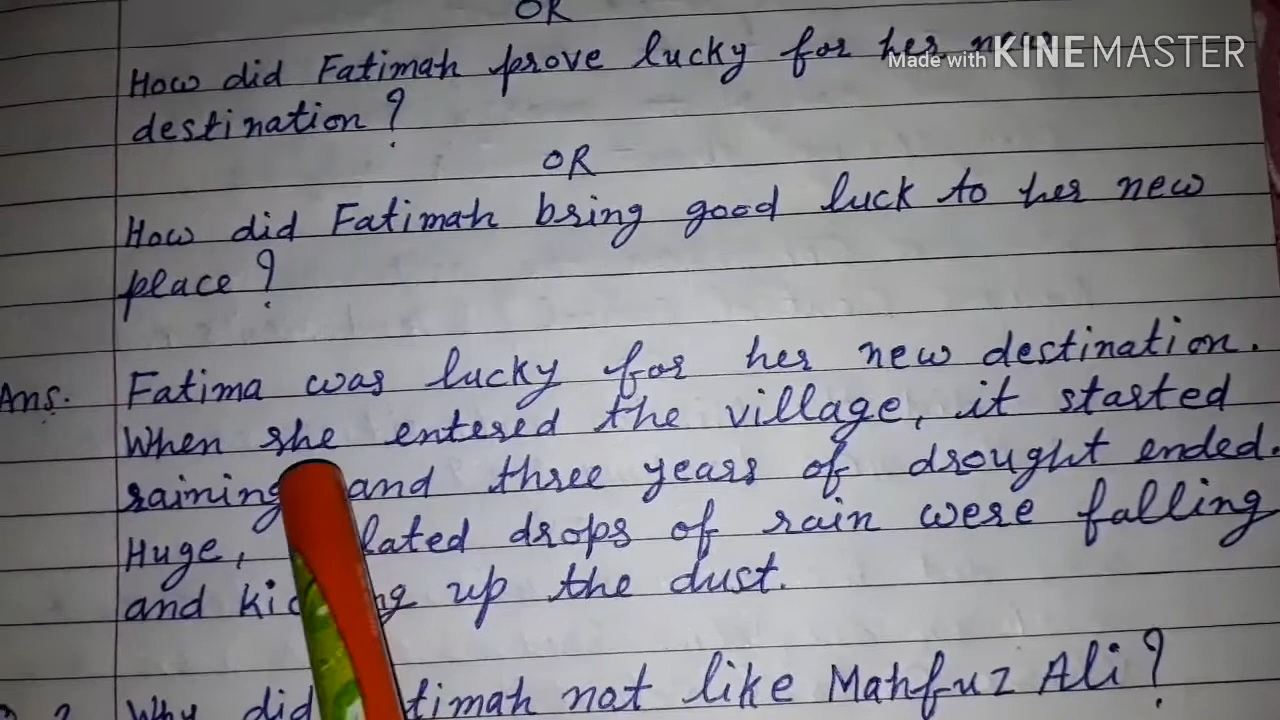 OR
How did Fatimah prove lucky for her new
Made with KINEMASTER
destination?
OR
How did Fatimah bring good luck to her new
place?
Ans. Fatima was lucky for her new destination.
When she entered the village, it started
raining and three years of drought ended.
Huge, lated drops of rain were falling
and up the dust.
Why did not like Mahfuz Ali?